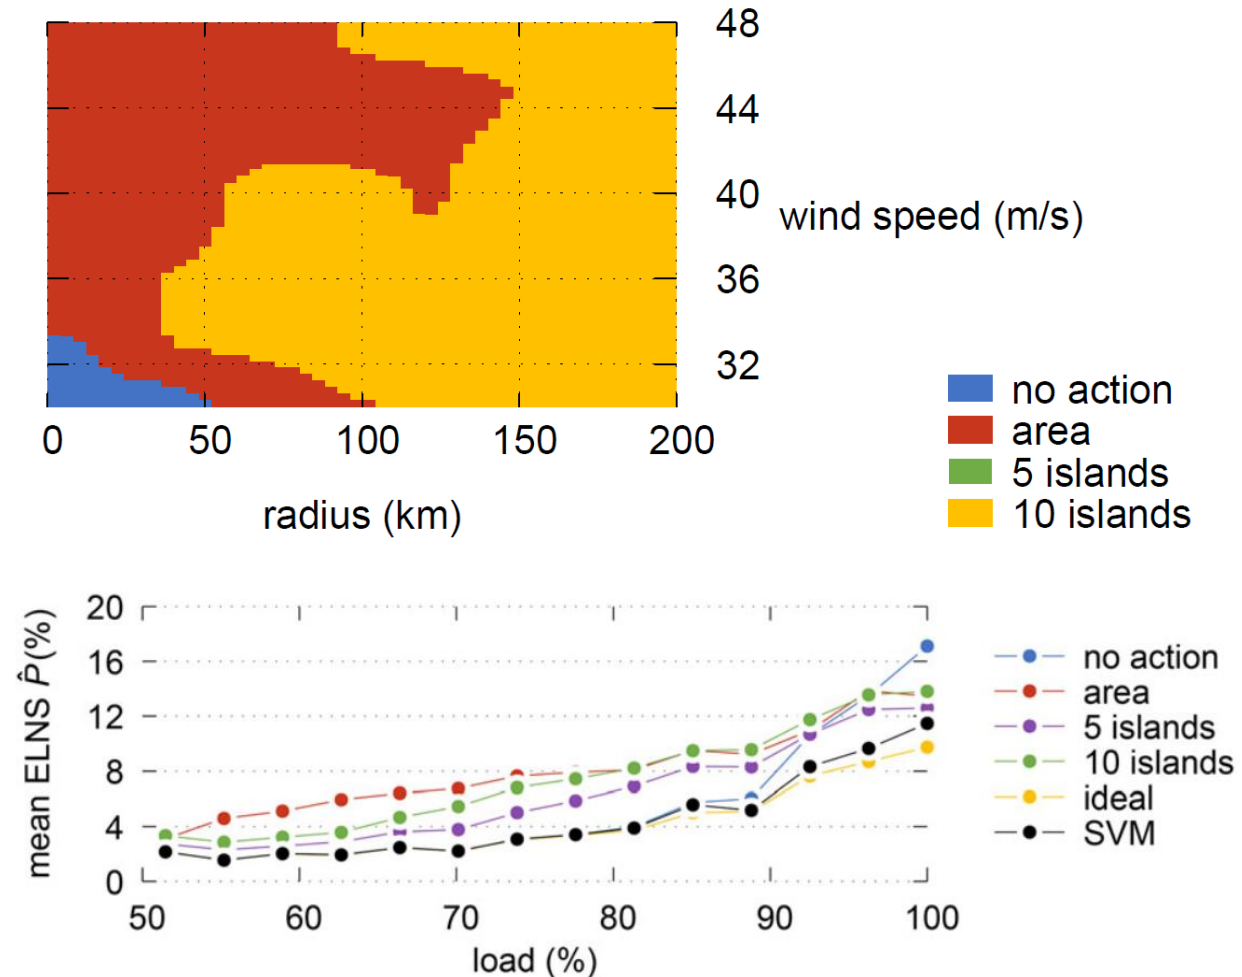 48
44
40
wind speed (m/s)
36
32
0 50 100 150 200
radius (km)
no action
area
5 islands
10 islands
20
16
12
8
4
0
mean ELNS P̂(%)
50 60 70 80 90 100
load (%)
no action
area
5 islands
10 islands
ideal
SVM